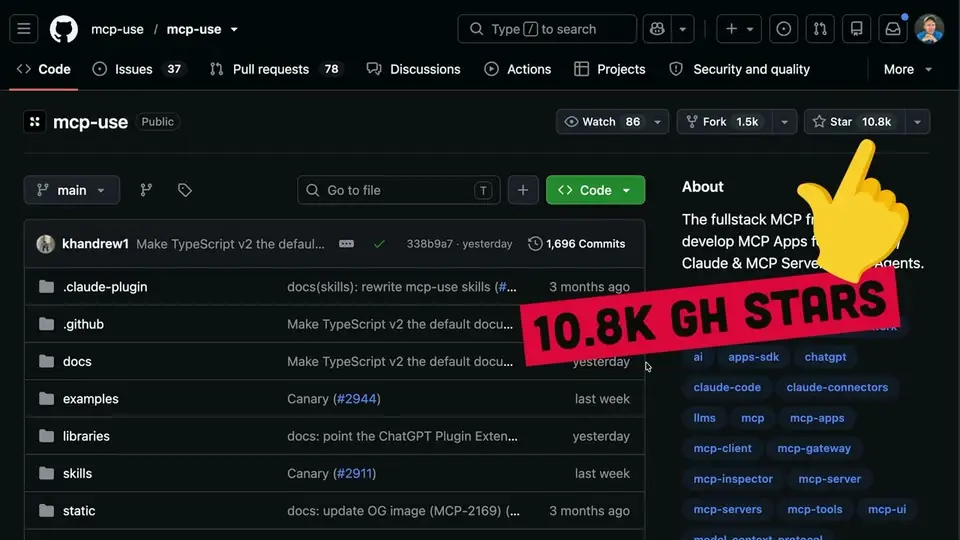 mcp-use / mcp-use
Type / to search
Code
Issues 37
Pull requests 78
Discussions
Actions
Projects
Security and quality
More
mcp-use Public
Watch 86
Fork 1.5k
Star 10.8k
main
Go to file T
Code
khandrew1 Make TypeScript v2 the defaul... 338b9a7 · yesterday 1,696 Commits
.claude-plugin docs(skills): rewrite mcp-use skills (#... 3 months ago
.github Make TypeScript v2 the default docu...
docs Make TypeScript v2 the default docu... yesterday
examples Canary (#2944) last week
libraries docs: point the ChatGPT Plugin Exten... yesterday
skills Canary (#2911) last week
static docs: update OG image (MCP-2169) (... 3 months ago
About
The fullstack MCP
develop MCP Apps
Claude & MCP Agents.
10.8K GH STARS
ai apps-sdk chatgpt
claude-code claude-connectors
llms mcp mcp-apps
mcp-client mcp-gateway
mcp-inspector mcp-server
mcp-servers mcp-tools mcp-ui